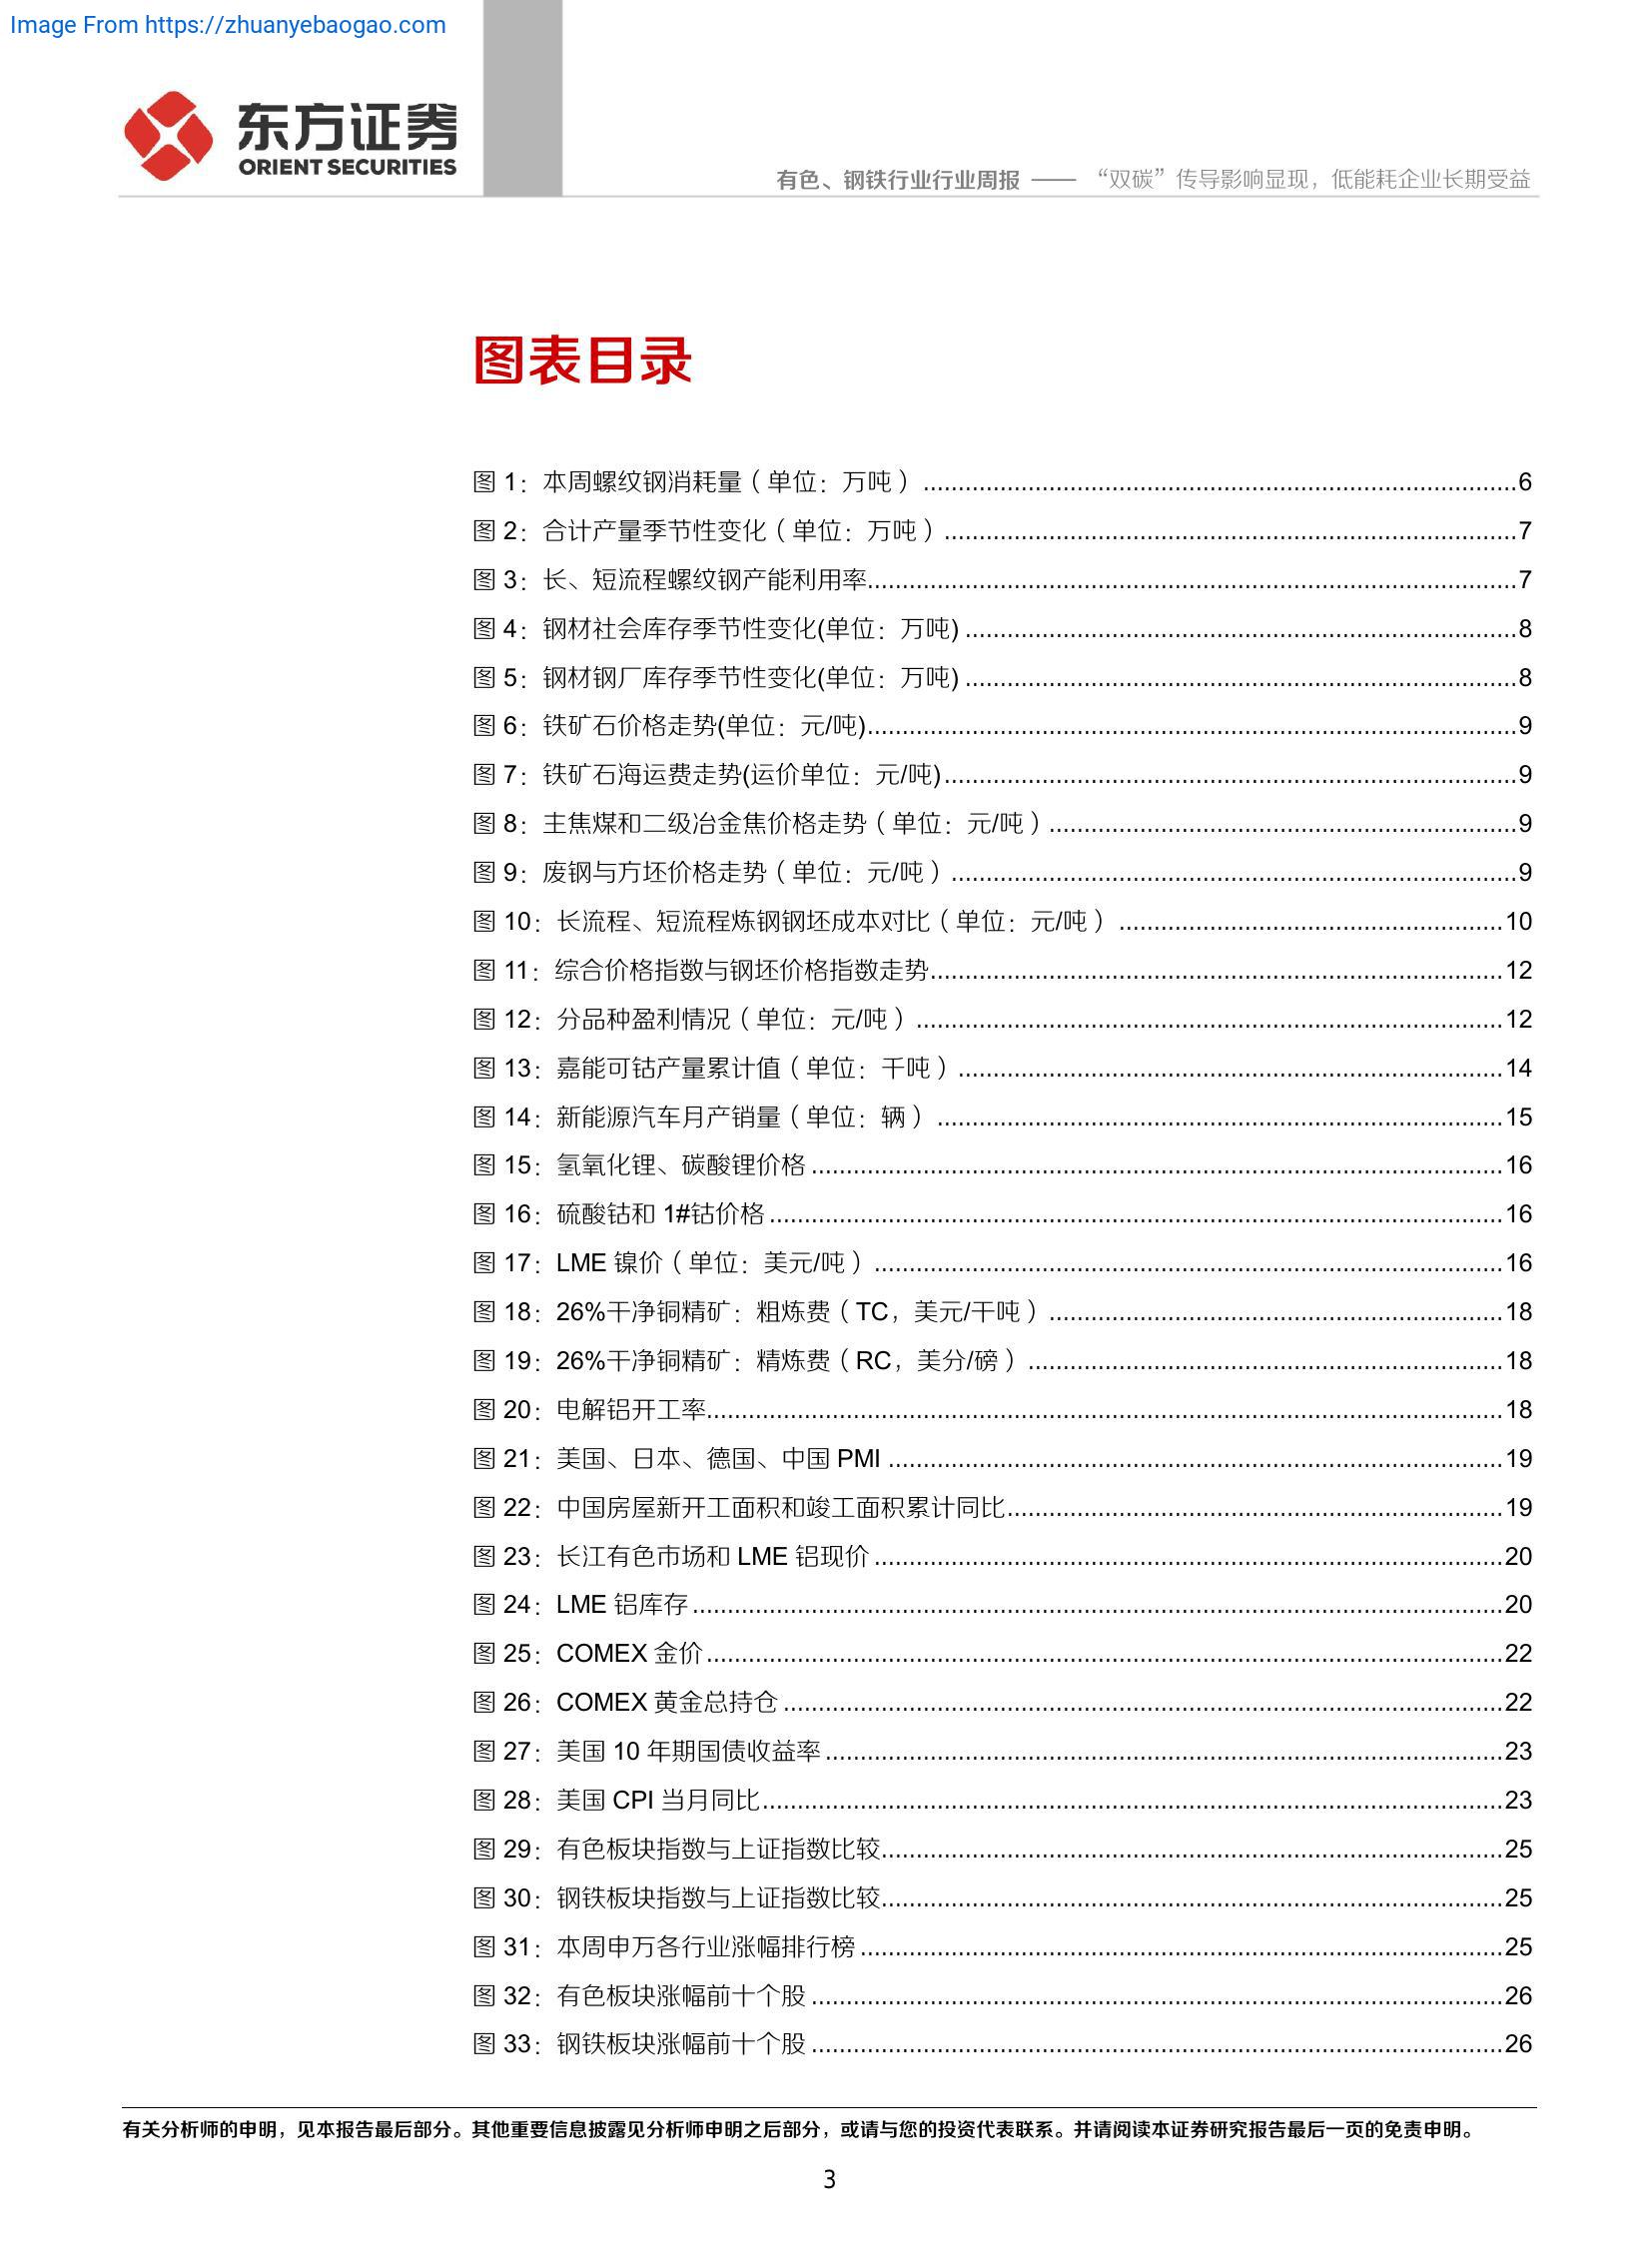 Image From https://zhuanyebaogao.com
东方证券
ORIENT SECURITIES
有色、钢铁行业行业周报 —— “双碳”传导影响显现，低能耗企业长期受益
图表目录
图 1：本周螺纹钢消耗量（单位：万吨）................................6
图 2：合计产量季节性变化（单位：万吨）................................7
图 3：长、短流程螺纹钢产能利用率................................7
图 4：钢材社会库存季节性变化(单位：万吨)................................8
图 5：钢材钢厂库存季节性变化(单位：万吨)................................8
图 6：铁矿石价格走势(单位：元/吨)................................9
图 7：铁矿石海运费走势(运价单位：元/吨)................................9
图 8：主焦煤和二级冶金焦价格走势（单位：元/吨）................................9
图 9：废钢与方坯价格走势（单位：元/吨）................................9
图 10：长流程、短流程炼钢钢坯成本对比（单位：元/吨）................................10
图 11：综合价格指数与钢坯价格指数走势................................12
图 12：分品种盈利情况（单位：元/吨）................................12
图 13：嘉能可钴产量累计值（单位：千吨）................................14
图 14：新能源汽车月产销量（单位：辆）................................15
图 15：氢氧化锂、碳酸锂价格................................16
图 16：硫酸钴和 1#钴价格................................16
图 17：LME 镍价（单位：美元/吨）................................16
图 18：26%干净铜精矿：粗炼费（TC，美元/干吨）................................18
图 19：26%干净铜精矿：精炼费（RC，美分/磅）................................18
图 20：电解铝开工率................................18
图 21：美国、日本、德国、中国 PMI................................19
图 22：中国房屋新开工面积和竣工面积累计同比................................19
图 23：长江有色市场和 LME 铝现价................................20
图 24：LME 铝库存................................20
图 25：COMEX 金价................................22
图 26：COMEX 黄金总持仓................................22
图 27：美国 10 年期国债收益率................................23
图 28：美国 CPI 当月同比................................23
图 29：有色板块指数与上证指数比较................................25
图 30：钢铁板块指数与上证指数比较................................25
图 31：本周申万各行业涨幅排行榜................................25
图 32：有色板块涨幅前十个股................................26
图 33：钢铁板块涨幅前十个股................................26
有关分析师的申明，见本报告最后部分。其他重要信息披露见分析师申明之后部分，或请与您的投资代表联系。并请阅读本证券研究报告最后一页的免责申明。
3